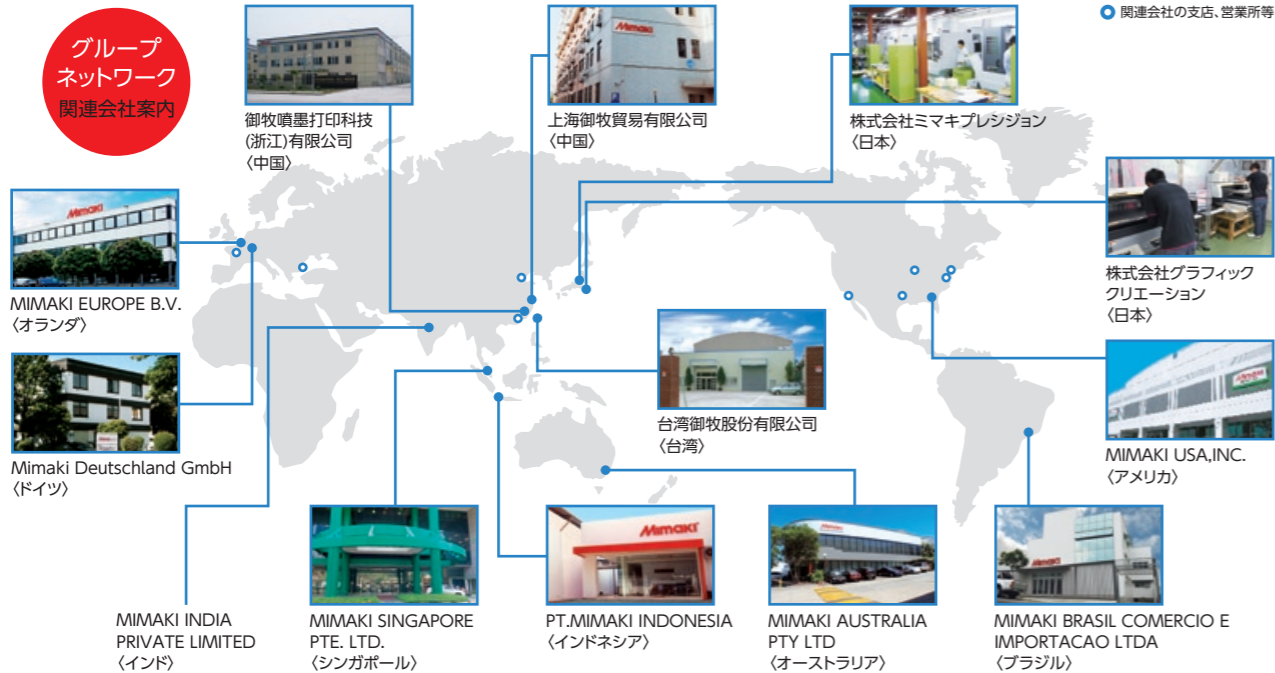 グループ
ネットワーク
関連会社案内
関連会社の支店、営業所等
御牧噴墨打印科技
(浙江)有限公司
〈中国〉
Mimaki
上海御牧貿易有限公司
〈中国〉
株式会社ミマキプレシジョン
〈日本〉
Mimaki
MIMAKI EUROPE B.V.
〈オランダ〉
株式会社グラフィック
クリエーション
〈日本〉
Mimaki Deutschland GmbH
〈ドイツ〉
台湾御牧股份有限公司
〈台湾〉
Mimaki
MIMAKI USA,INC.
〈アメリカ〉
MIMAKI INDIA
PRIVATE LIMITED
〈インド〉
MIMAKI SINGAPORE
PTE. LTD.
〈シンガポール〉
Mimaki
PT.MIMAKI INDONESIA
〈インドネシア〉
Mimaki
MIMAKI AUSTRALIA
PTY LTD
〈オーストラリア〉
Mimaki
MIMAKI BRASIL COMERCIO E
IMPORTACAO LTDA
〈ブラジル〉